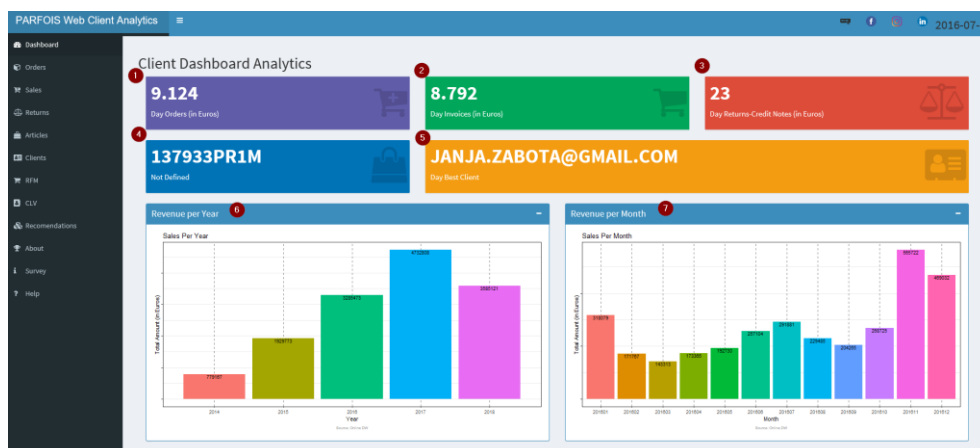 PARFOIS Web Client Analytics
2016-07-
Dashboard
Orders
Sales
Returns
Articles
Clients
RFM
CLV
Recomendations
About
Survey
Help
Client Dashboard Analytics
1
9.124
Day Orders (in Euros)
2
8.792
Day Invoices (in Euros)
3
23
Day Returns-Credit Notes (in Euros)
4
137933PR1M
Not Defined
5
JANJA.ZABOTA@GMAIL.COM
Day Best Client
Revenue per Year 6
Sales Per Year
Total Amount (in Euros)
2014 2015 2016 2017 2018
Year
Revenue per Month 7
Sales Per Month
Total Amount (in Euros)
201601 201602 201603 201604 201605 201606 201607 201608 201609 201610 201611 201612
Month